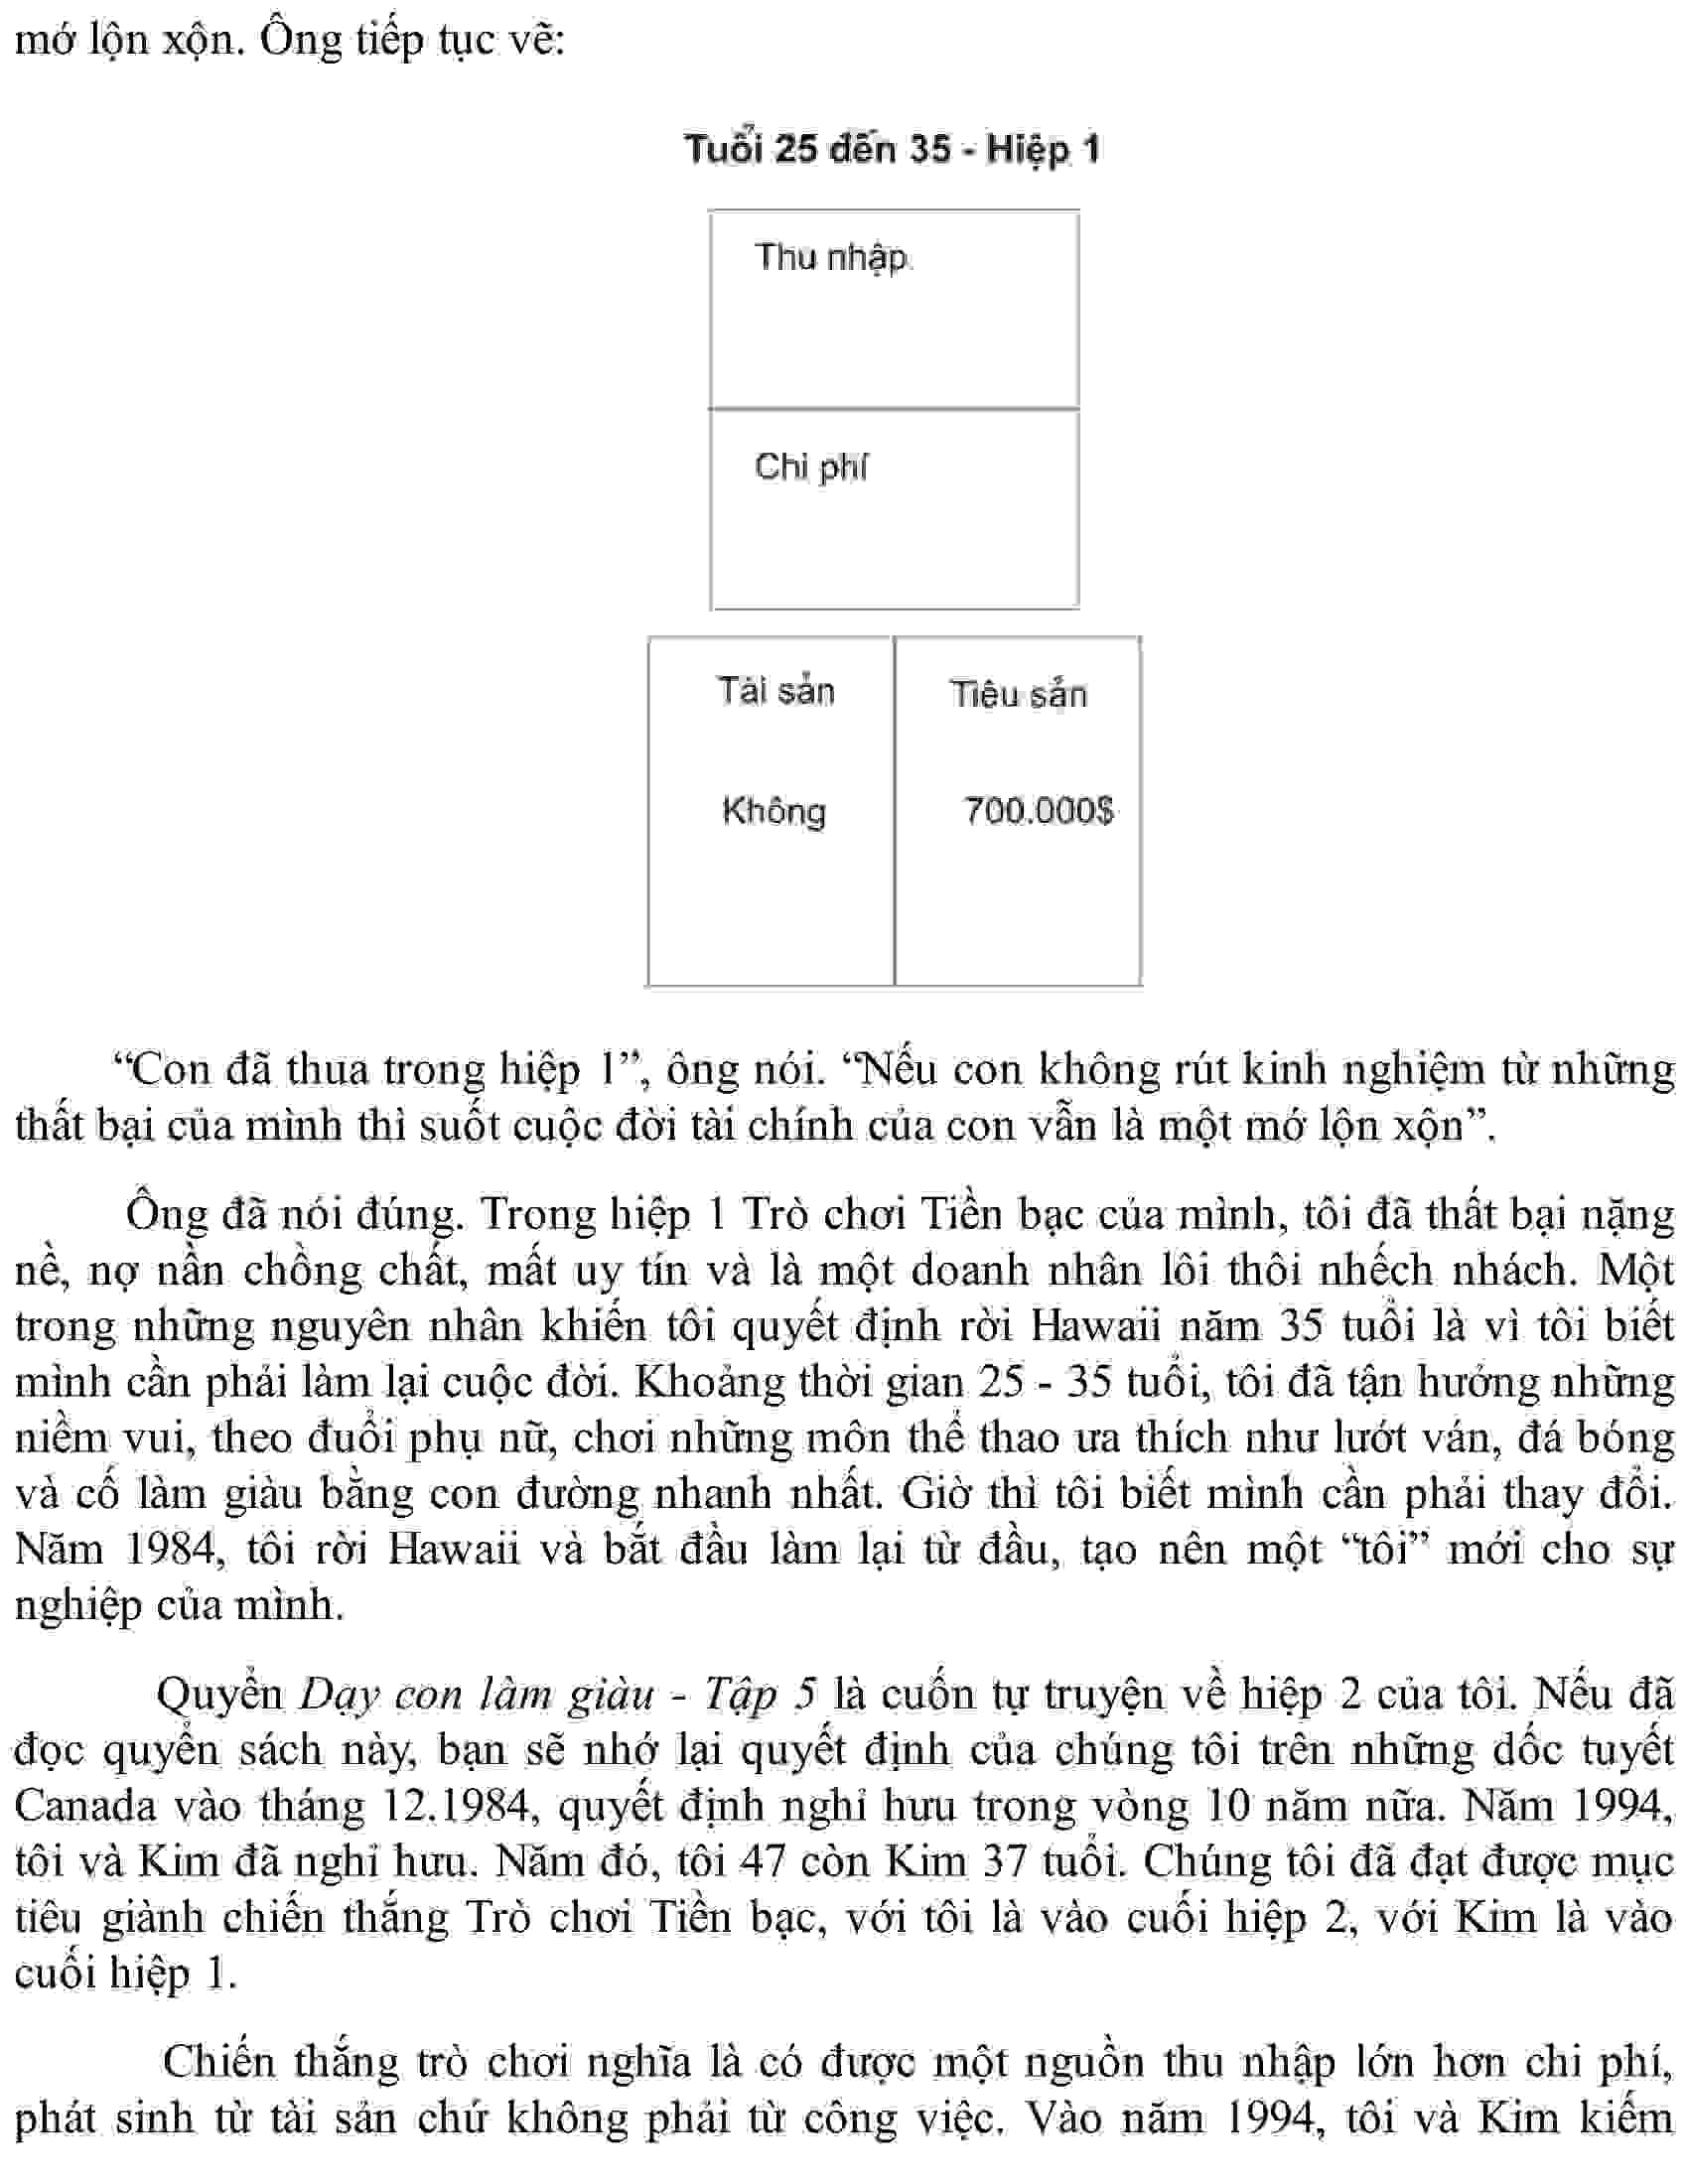 mớ lộn xộn. Ông tiếp tục vẽ:
Tuổi 25 đến 35 - Hiệp 1
Thu nhập
Chi phí
Tài sản
Tiêu sản
Không
700.000$
“Con đã thua trong hiệp 1”, ông nói. “Nếu con không rút kinh nghiệm từ những
thất bại của mình thì suốt cuộc đời tài chính của con vẫn là một mớ lộn xộn”.
Ông đã nói đúng. Trong hiệp 1 Trò chơi Tiền bạc của mình, tôi đã thất bại nặng
nề, nợ nần chồng chất, mất uy tín và là một doanh nhân lôi thôi nhếch nhách. Một
trong những nguyên nhân khiến tôi quyết định rời Hawaii năm 35 tuổi là vì tôi biết
mình cần phải làm lại cuộc đời. Khoảng thời gian 25 - 35 tuổi, tôi đã tận hưởng những
niềm vui, theo đuổi phụ nữ, chơi những môn thể thao ưa thích như lướt ván, đá bóng
và cố làm giàu bằng con đường nhanh nhất. Giờ thì tôi biết mình cần phải thay đổi.
Năm 1984, tôi rời Hawaii và bắt đầu làm lại từ đầu, tạo nên một “tôi” mới cho sự
nghiệp của mình.
Quyển Dạy con làm giàu - Tập 5 là cuốn tự truyện về hiệp 2 của tôi. Nếu đã
đọc quyển sách này, bạn sẽ nhớ lại quyết định của chúng tôi trên những dốc tuyết
Canada vào tháng 12.1984, quyết định nghỉ hưu trong vòng 10 năm nữa. Năm 1994,
tôi và Kim đã nghỉ hưu. Năm đó, tôi 47 còn Kim 37 tuổi. Chúng tôi đã đạt được mục
tiêu giành chiến thắng Trò chơi Tiền bạc, với tôi là vào cuối hiệp 2, với Kim là vào
cuối hiệp 1.
Chiến thắng trò chơi nghĩa là có được một nguồn thu nhập lớn hơn chi phí,
phát sinh từ tài sản chứ không phải từ công việc. Vào năm 1994, tôi và Kim kiếm